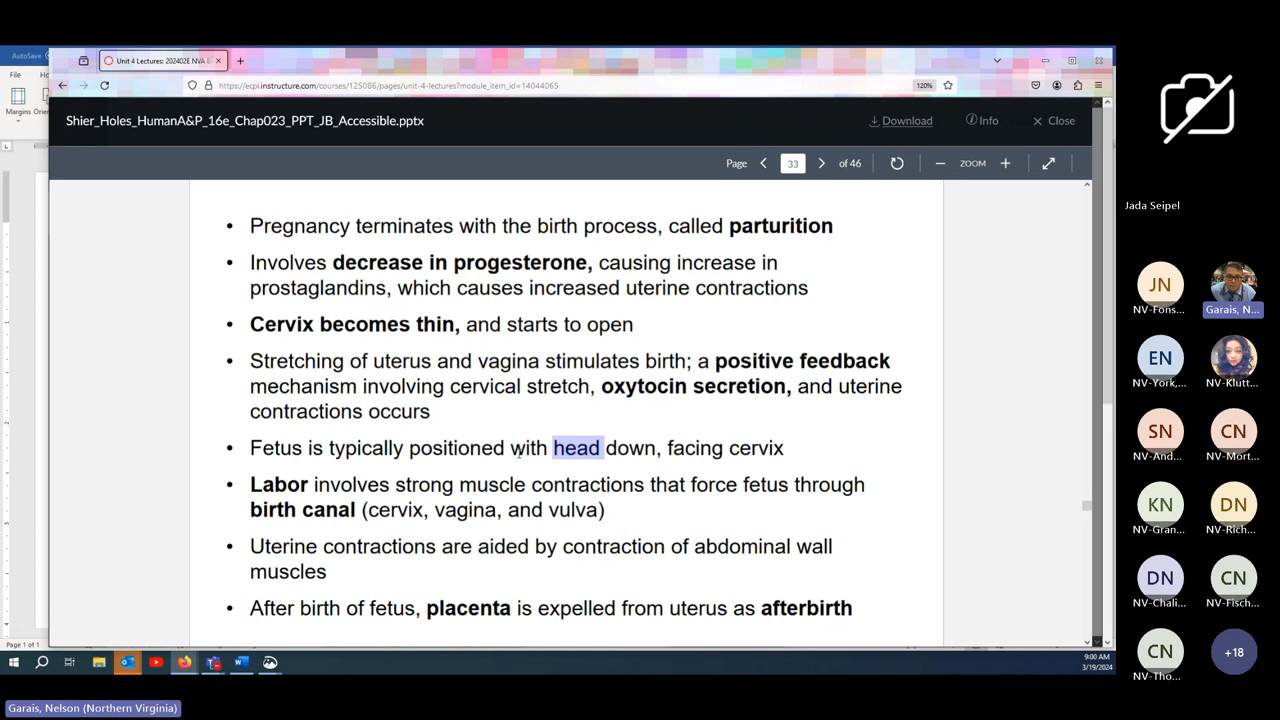 AutoSave
Unit 4 Lectures: 202402E NVA B
File
Margins
https://ecpi.instructure.com/courses/125086/pages/unit-4-lectures?module_item_id=14044065
120%
Shier_Holes_HumanA&P_16e_Chap023_PPT_JB_Accessible.pptx
Download
Info
Close
Page 33 of 46
ZOOM
• Pregnancy terminates with the birth process, called parturition
• Involves decrease in progesterone, causing increase in
prostaglandins, which causes increased uterine contractions
• Cervix becomes thin, and starts to open
• Stretching of uterus and vagina stimulates birth; a positive feedback
mechanism involving cervical stretch, oxytocin secretion, and uterine
contractions occurs
• Fetus is typically positioned with head down, facing cervix
• Labor involves strong muscle contractions that force fetus through
birth canal (cervix, vagina, and vulva)
• Uterine contractions are aided by contraction of abdominal wall
muscles
• After birth of fetus, placenta is expelled from uterus as afterbirth
Page 1 of 1
9:00 AM
3/19/2024
Jada Seipel
JN
NV-Fons...
Garais, N...
EN
NV-York,...
NV-Klutt...
SN
NV-And...
CN
NV-Mort...
KN
NV-Gran...
DN
NV-Rich...
DN
NV-Chali...
CN
NV-Fisch...
CN
NV-Tho...
+18
Garais, Nelson (Northern Virginia)